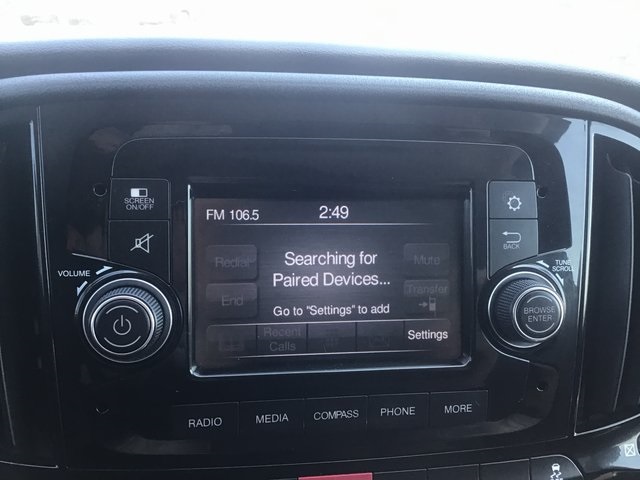 SCREEN
ON/OFF
FM 106.5 2:49
Redial
Searching for
Paired Devices...
Mute
BACK
VOLUME
TUNE
SCROLL
End
Go to "Settings" to add
Transfer
BROWSE
ENTER
Recent
Calls
Settings
RADIO MEDIA COMPASS PHONE MORE